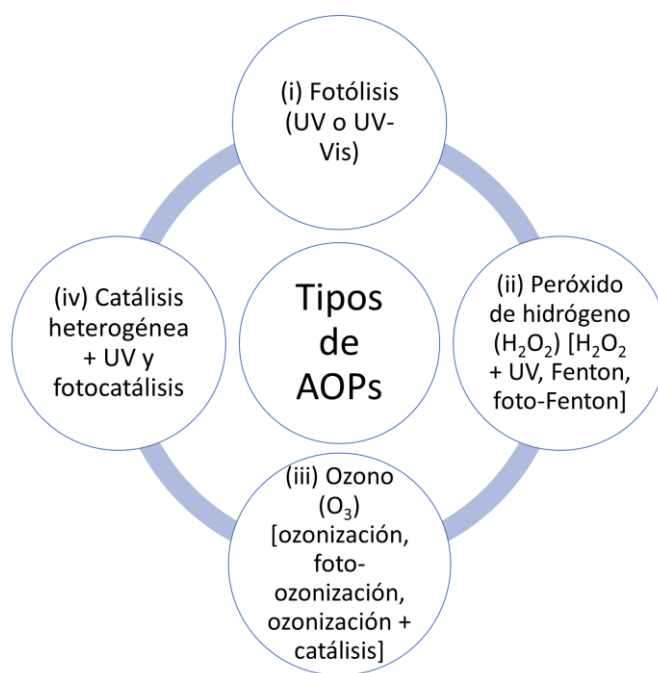 (i) Fotólisis
(UV o UV-
Vis)
(ii) Peróxido
de hidrógeno
(H₂O₂) [H₂O₂
+ UV, Fenton,
foto-Fenton]
(iii) Ozono
(O₃)
[ozonización,
foto-
ozonización,
ozonización +
catálisis]
(iv) Catálisis
heterogénea
+ UV y
fotocatálisis
Tipos
de
AOPs